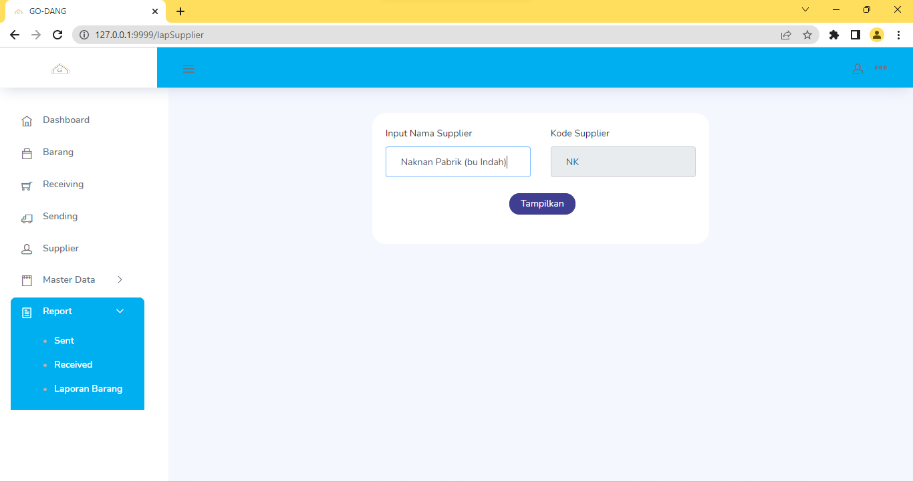 GO-DANG
127.0.0.1:9999/lapSupplier
Dashboard
Barang
Receiving
Sending
Supplier
Master Data
Report
Sent
Received
Laporan Barang
Input Nama Supplier
Kode Supplier
Naknan Pabrik (bu Indah)
NK
Tampilkan